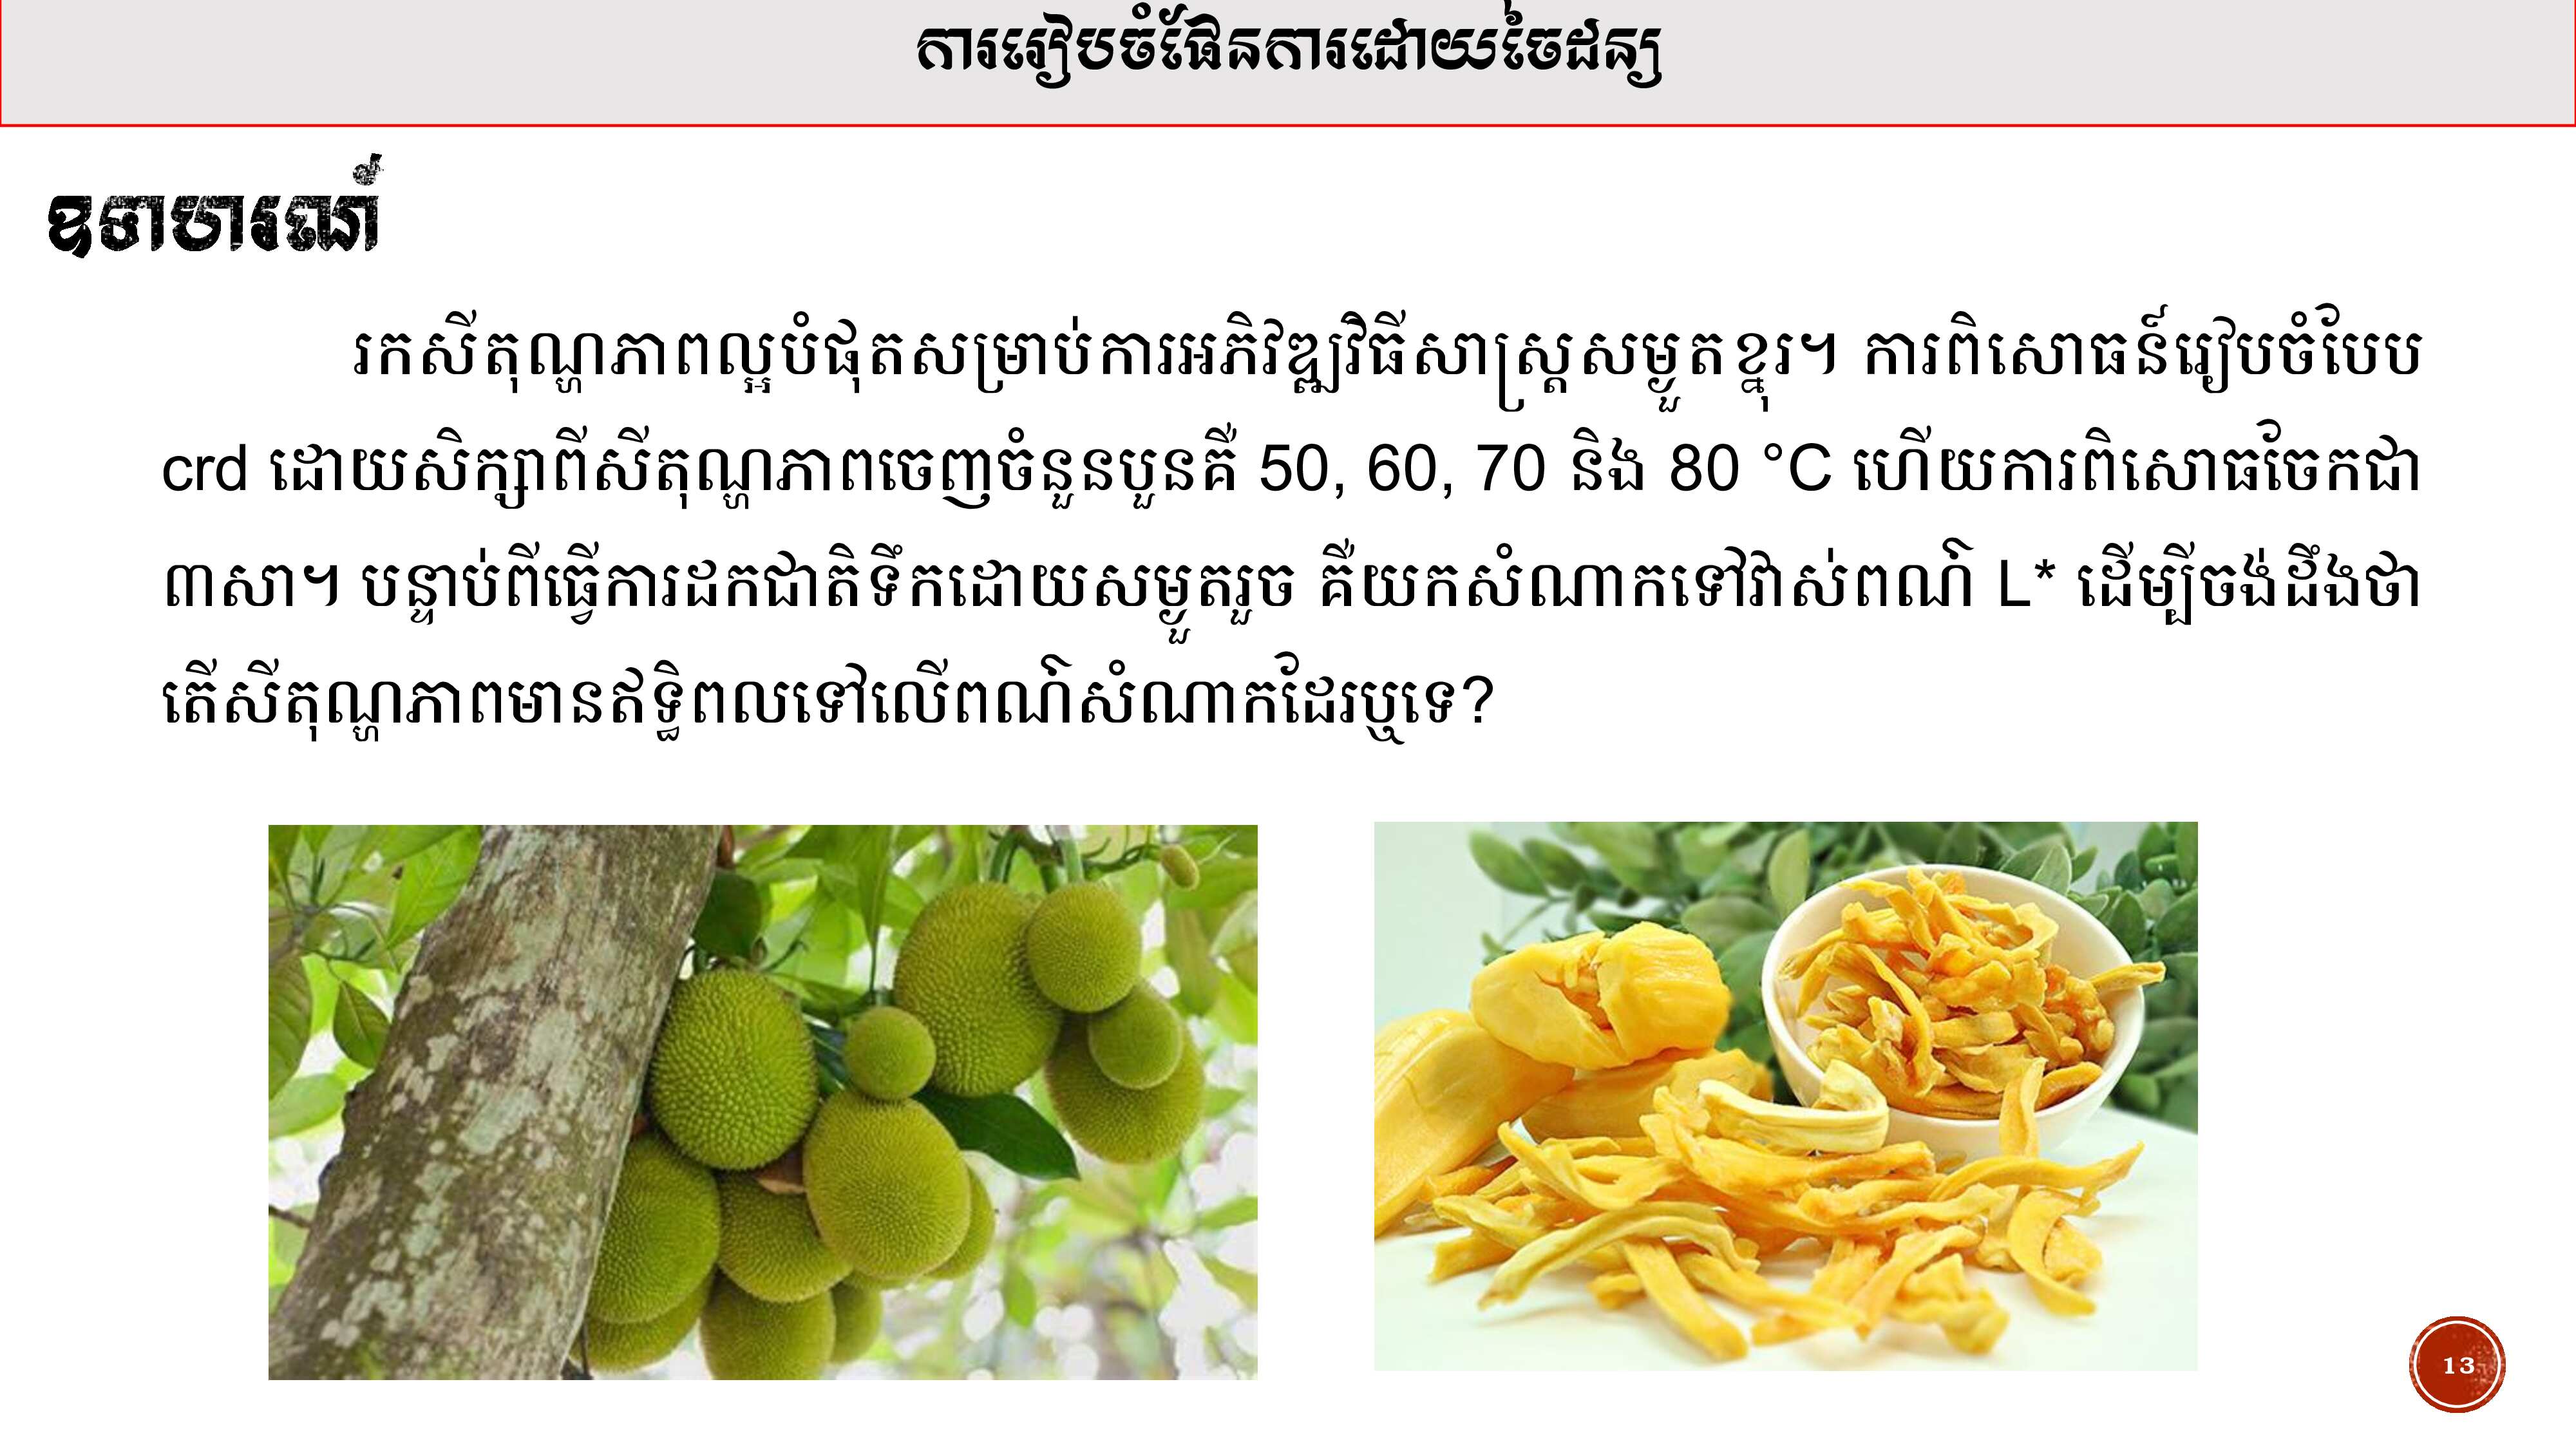 ការរៀបចំផែនការដោយចៃដន្យ
ឧទាហរណ៍
រកសីតុណ្ហភាពល្អបំផុតសម្រាប់ការអភិវឌ្ឍវិធីសាស្ត្រសម្ងួតខ្នុរ។ ការពិសោធន៍រៀបចំបែប
crd ដោយសិក្សាពីសីតុណ្ហភាពចេញចំនួនបួនគឺ 50, 60, 70 និង 80 °C ហើយការពិសោធចែកជា
៣សា។ បន្ទាប់ពីធ្វើការដកជាតិទឹកដោយសម្ងួតរួច គឺយកសំណាកទៅវាស់ពណ៌ L* ដើម្បីចង់ដឹងថា
តើសីតុណ្ហភាពមានឥទ្ធិពលទៅលើពណ៌សំណាកដែរឬទេ?
13